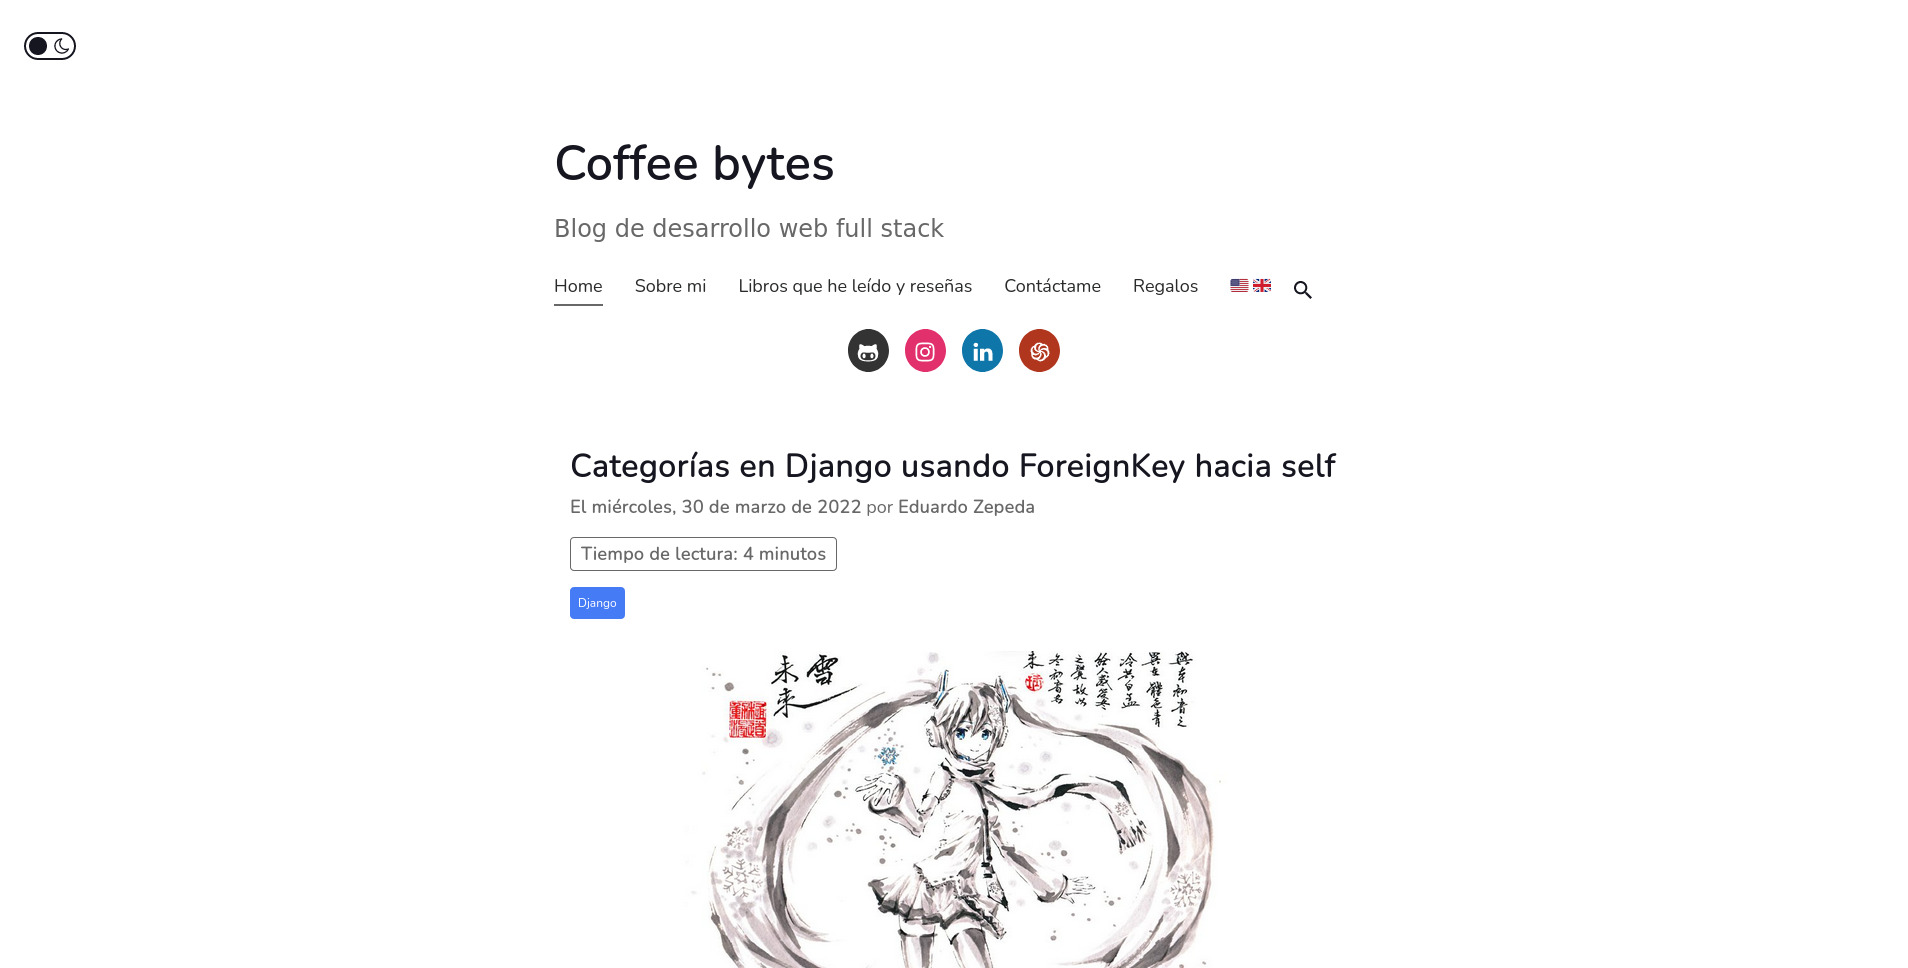 Coffee bytes
Blog de desarrollo web full stack
Home Sobre mi Libros que he leído y reseñas Contáctame Regalos
in
Categorías en Django usando ForeignKey hacia self
El miércoles, 30 de marzo de 2022 por Eduardo Zepeda
Tiempo de lectura: 4 minutos
Django
雪
未来